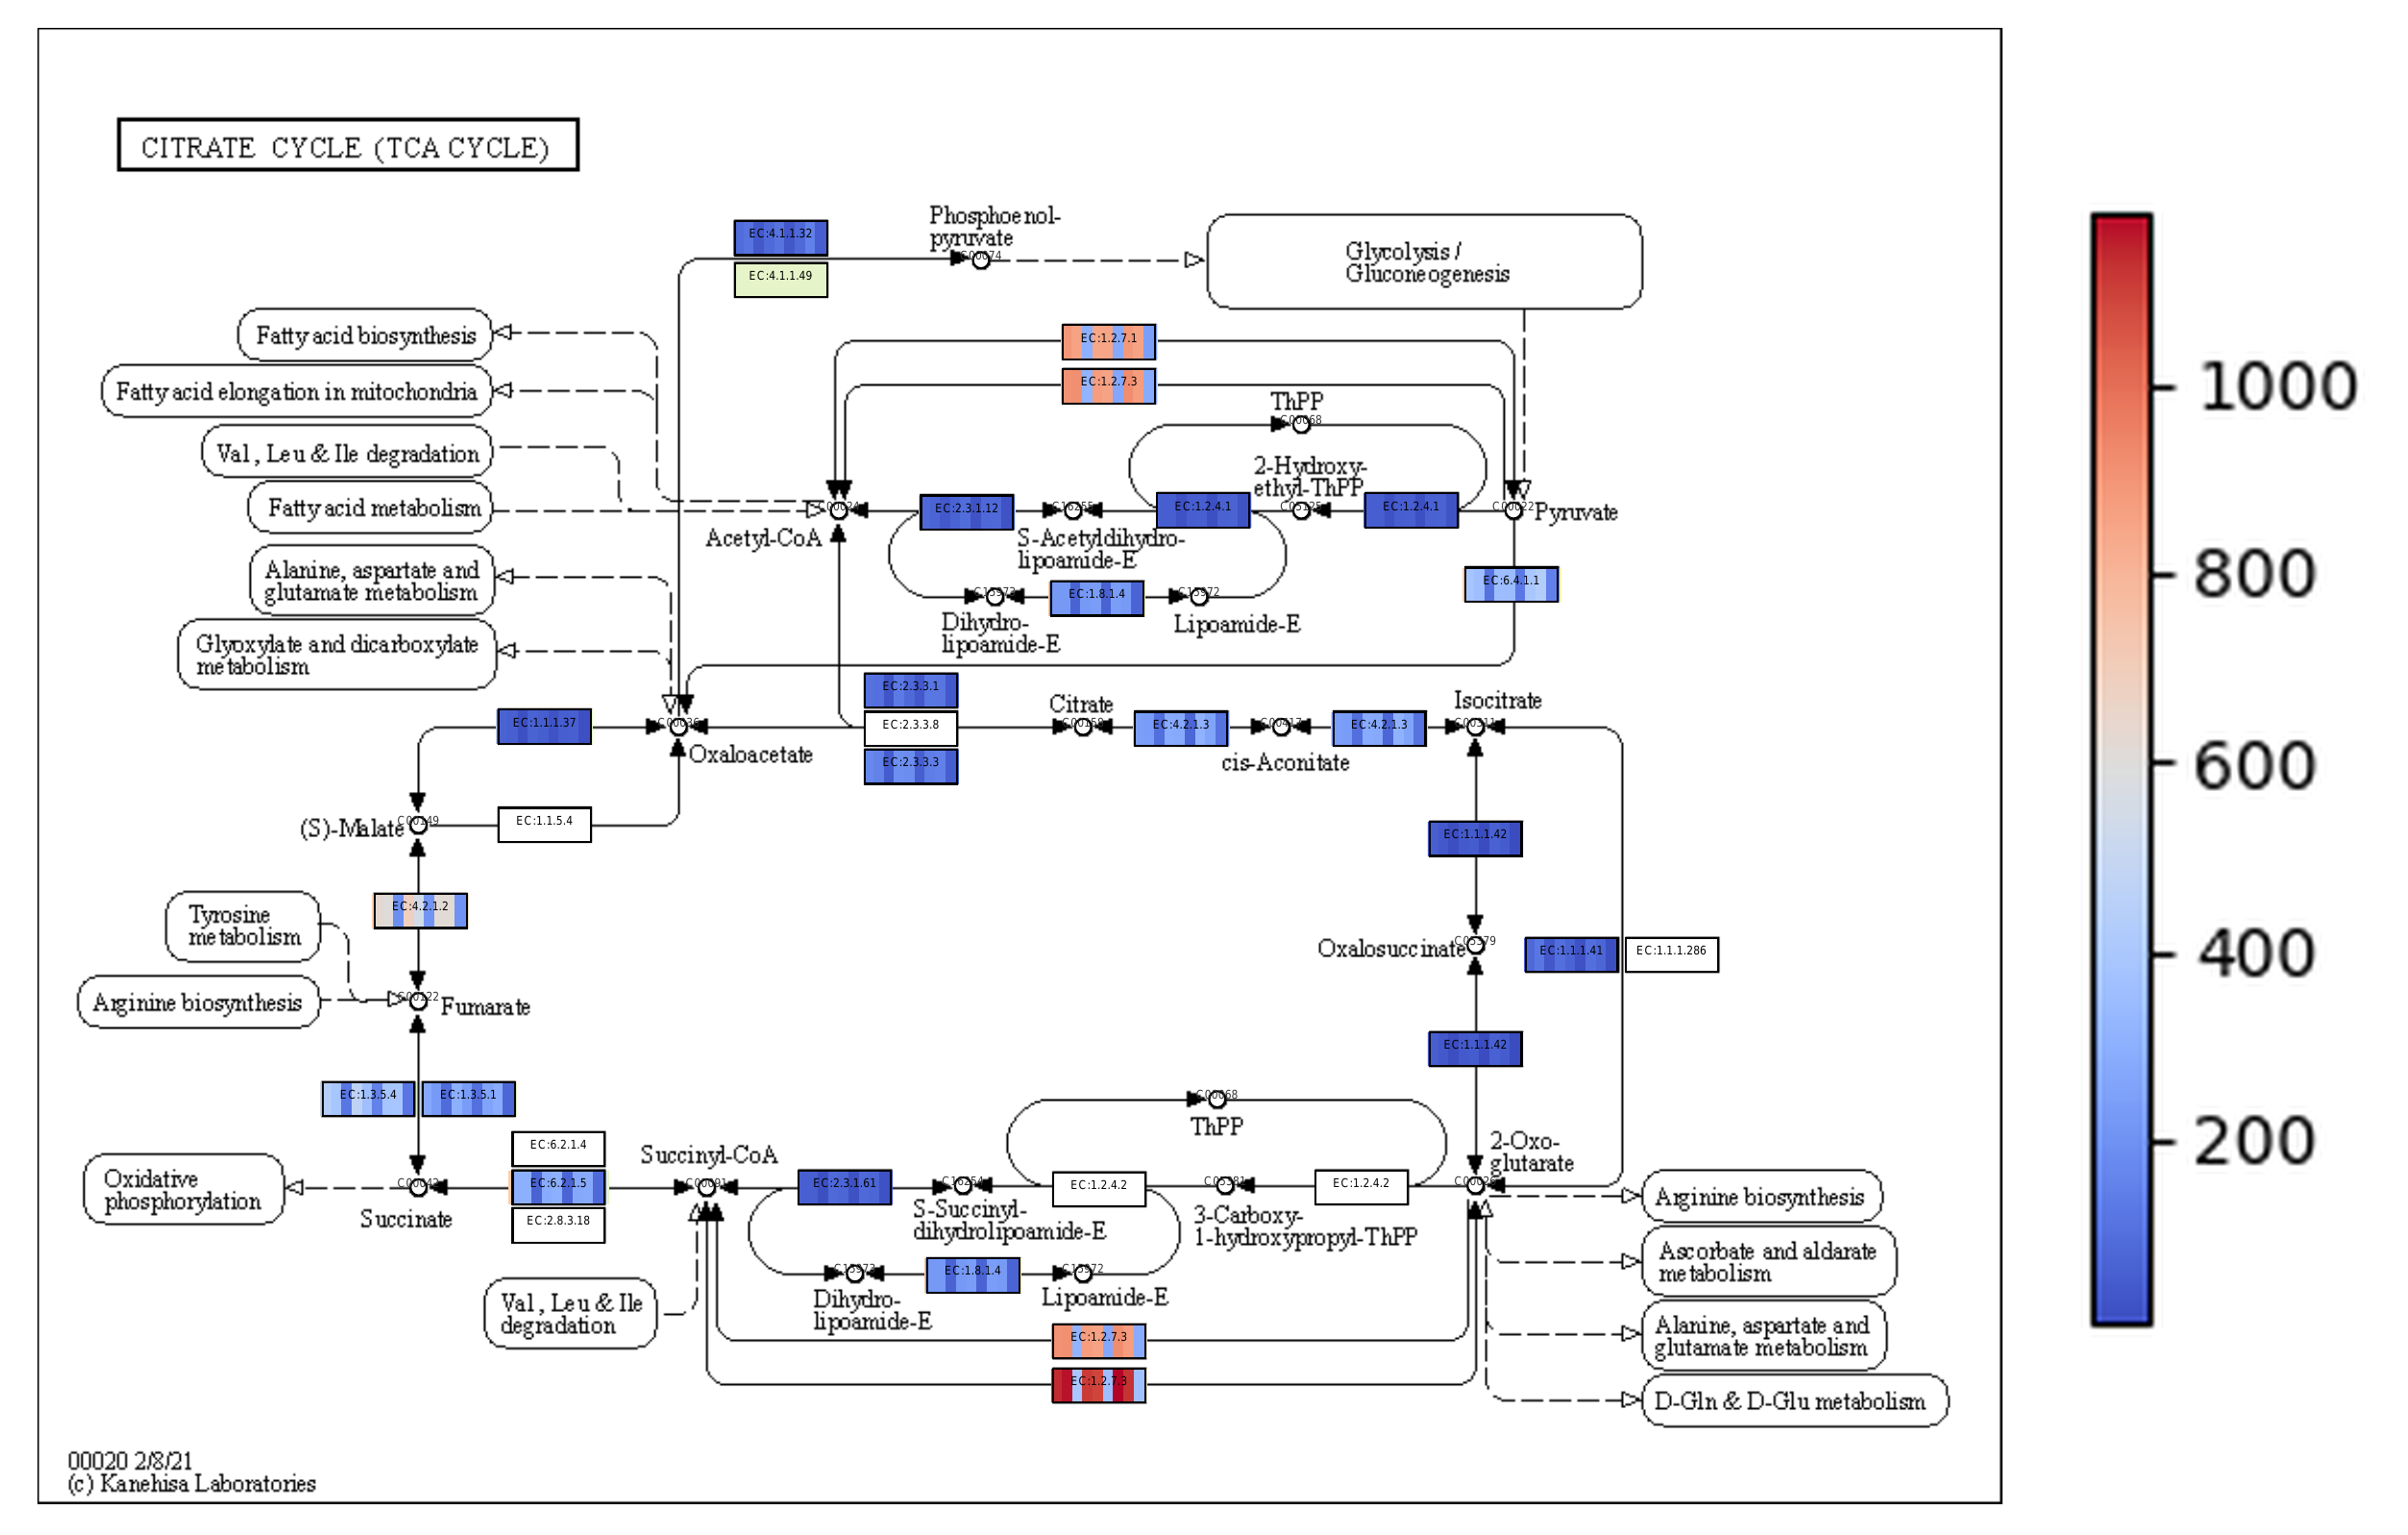 CITRATE CYCLE (TCA CYCLE)
Phosphoenol-
pyruvate
C00074
EC:4.1.1.32
EC:4.1.1.49
Glycolysis /
Gluconeogenesis
Fatty acid biosynthesis
Fatty acid elongation in mitochondria
Val, Leu & Ile degradation
Fatty acid metabolism
Alanine, aspartate and
glutamate metabolism
Glyoxylate and dicarboxylate
metabolism
EC:1.2.7.1
EC:1.2.7.3
ThPP
C00068
2-Hydroxy-
ethyl-ThPP
C00024
Acetyl-CoA
EC:2.3.1.12
C16255
S-Acetyldihydro-
lipoamide-E
EC:1.2.4.1
C05125
EC:1.2.4.1
C00022
Pyruvate
C15973
Dihydro-
lipoamide-E
EC:1.8.1.4
C15972
Lipoamide-E
EC:6.4.1.1
EC:1.1.1.37
C00036
Oxaloacetate
EC:2.3.3.1
EC:2.3.3.8
EC:2.3.3.3
Citrate
C00158
EC:4.2.1.3
C00417
cis-Aconitate
EC:4.2.1.3
Isocitrate
C00311
(S)-Malate
C00149
EC:1.1.5.4
EC:1.1.1.42
EC:4.2.1.2
Tyrosine
metabolism
Oxalosuccinate
C05379
EC:1.1.1.41
EC:1.1.1.286
Arginine biosynthesis
C00122
Fumarate
EC:1.1.1.42
EC:1.3.5.4
EC:1.3.5.1
C00068
ThPP
2-Oxo-
glutarate
C00026
Oxidative
phosphorylation
C00042
Succinate
EC:6.2.1.4
EC:6.2.1.5
EC:2.8.3.18
Succinyl-CoA
C00091
EC:2.3.1.61
C16254
S-Succinyl-
dihydrolipoamide-E
EC:1.2.4.2
C05381
3-Carboxy-
1-hydroxypropyl-ThPP
EC:1.2.4.2
Arginine biosynthesis
Ascorbate and aldarate
metabolism
Alanine, aspartate and
glutamate metabolism
D-Gln & D-Glu metabolism
Val, Leu & Ile
degradation
C15973
Dihydro-
lipoamide-E
EC:1.8.1.4
C15972
Lipoamide-E
EC:1.2.7.3
EC:1.2.7.3
00020 2/8/21
(c) Kanehisa Laboratories
1000
800
600
400
200